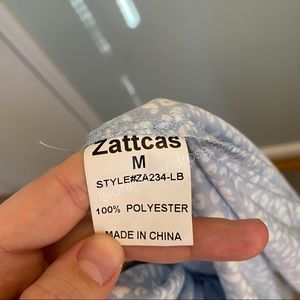 Zattcas
M
STYLE#ZA234-LB
100% POLYESTER
MADE IN CHINA